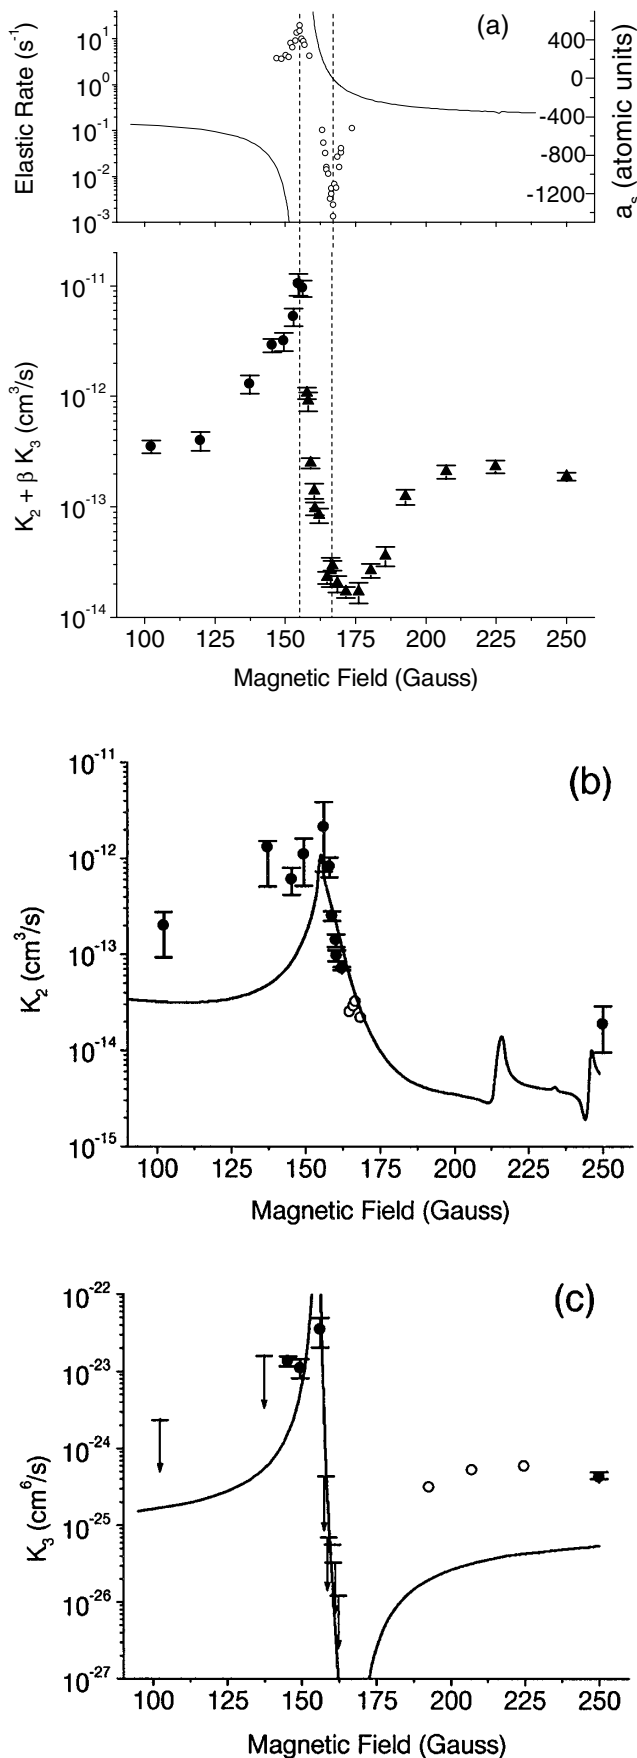 (a)
Elastic Rate (s⁻¹)
10¹
10⁰
10⁻¹
10⁻²
10⁻³
400
0
-400
-800
-1200
aₛ (atomic units)
K₂ + β K₃ (cm³/s)
10⁻¹¹
10⁻¹²
10⁻¹³
10⁻¹⁴
100 125 150 175 200 225 250
Magnetic Field (Gauss)
(b)
K₂ (cm³/s)
10⁻¹¹
10⁻¹²
10⁻¹³
10⁻¹⁴
10⁻¹⁵
100 125 150 175 200 225 250
Magnetic Field (Gauss)
(c)
K₃ (cm⁶/s)
10⁻²²
10⁻²³
10⁻²⁴
10⁻²⁵
10⁻²⁶
10⁻²⁷
100 125 150 175 200 225 250
Magnetic Field (Gauss)